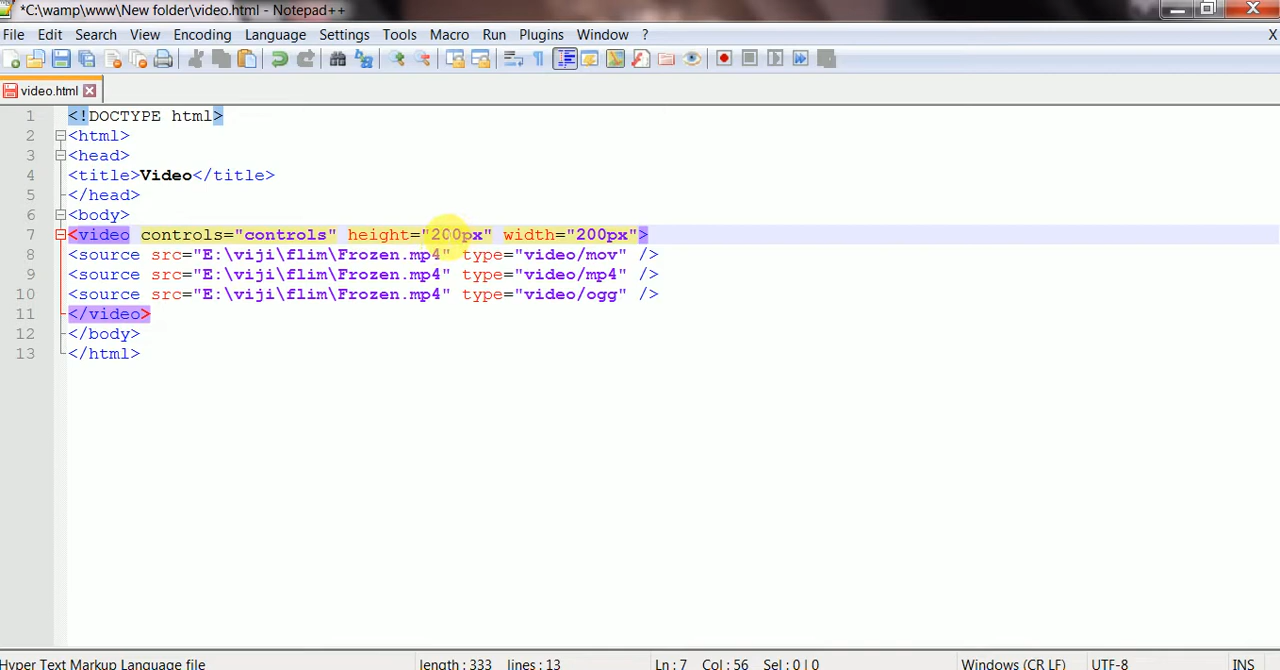 *C:\wamp\www\New folder\video.html - Notepad++
File Edit Search View Encoding Language Settings Tools Macro Run Plugins Window ? X
video.html
1 <!DOCTYPE html>
2 <html>
3 <head>
4 <title>Video</title>
5 </head>
6 <body>
7 <video controls="controls" height="200px" width="200px">
8 <source src="E:\viji\flim\Frozen.mp4" type="video/mov" />
9 <source src="E:\viji\flim\Frozen.mp4" type="video/mp4" />
10 <source src="E:\viji\flim\Frozen.mp4" type="video/ogg" />
11 </video>
12 </body>
13 </html>
Hyper Text Markup Language file length : 333 lines : 13 Ln : 7 Col : 56 Sel : 0 | 0 Windows (CR LF) UTF-8 INS